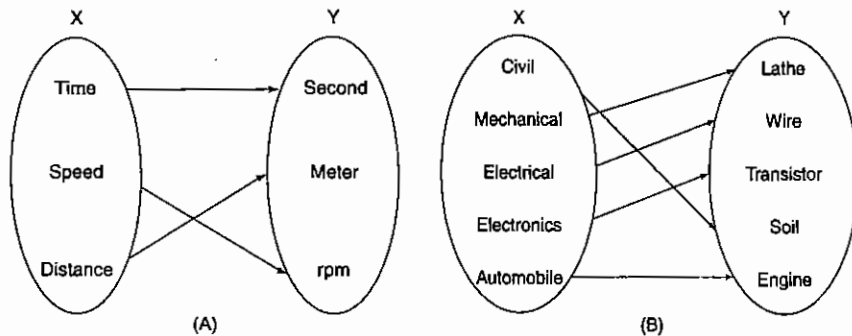 X Y
Time Second
Speed Meter
Distance rpm
(A)
X Y
Civil Lathe
Mechanical Wire
Electrical Transistor
Electronics Soil
Automobile Engine
(B)